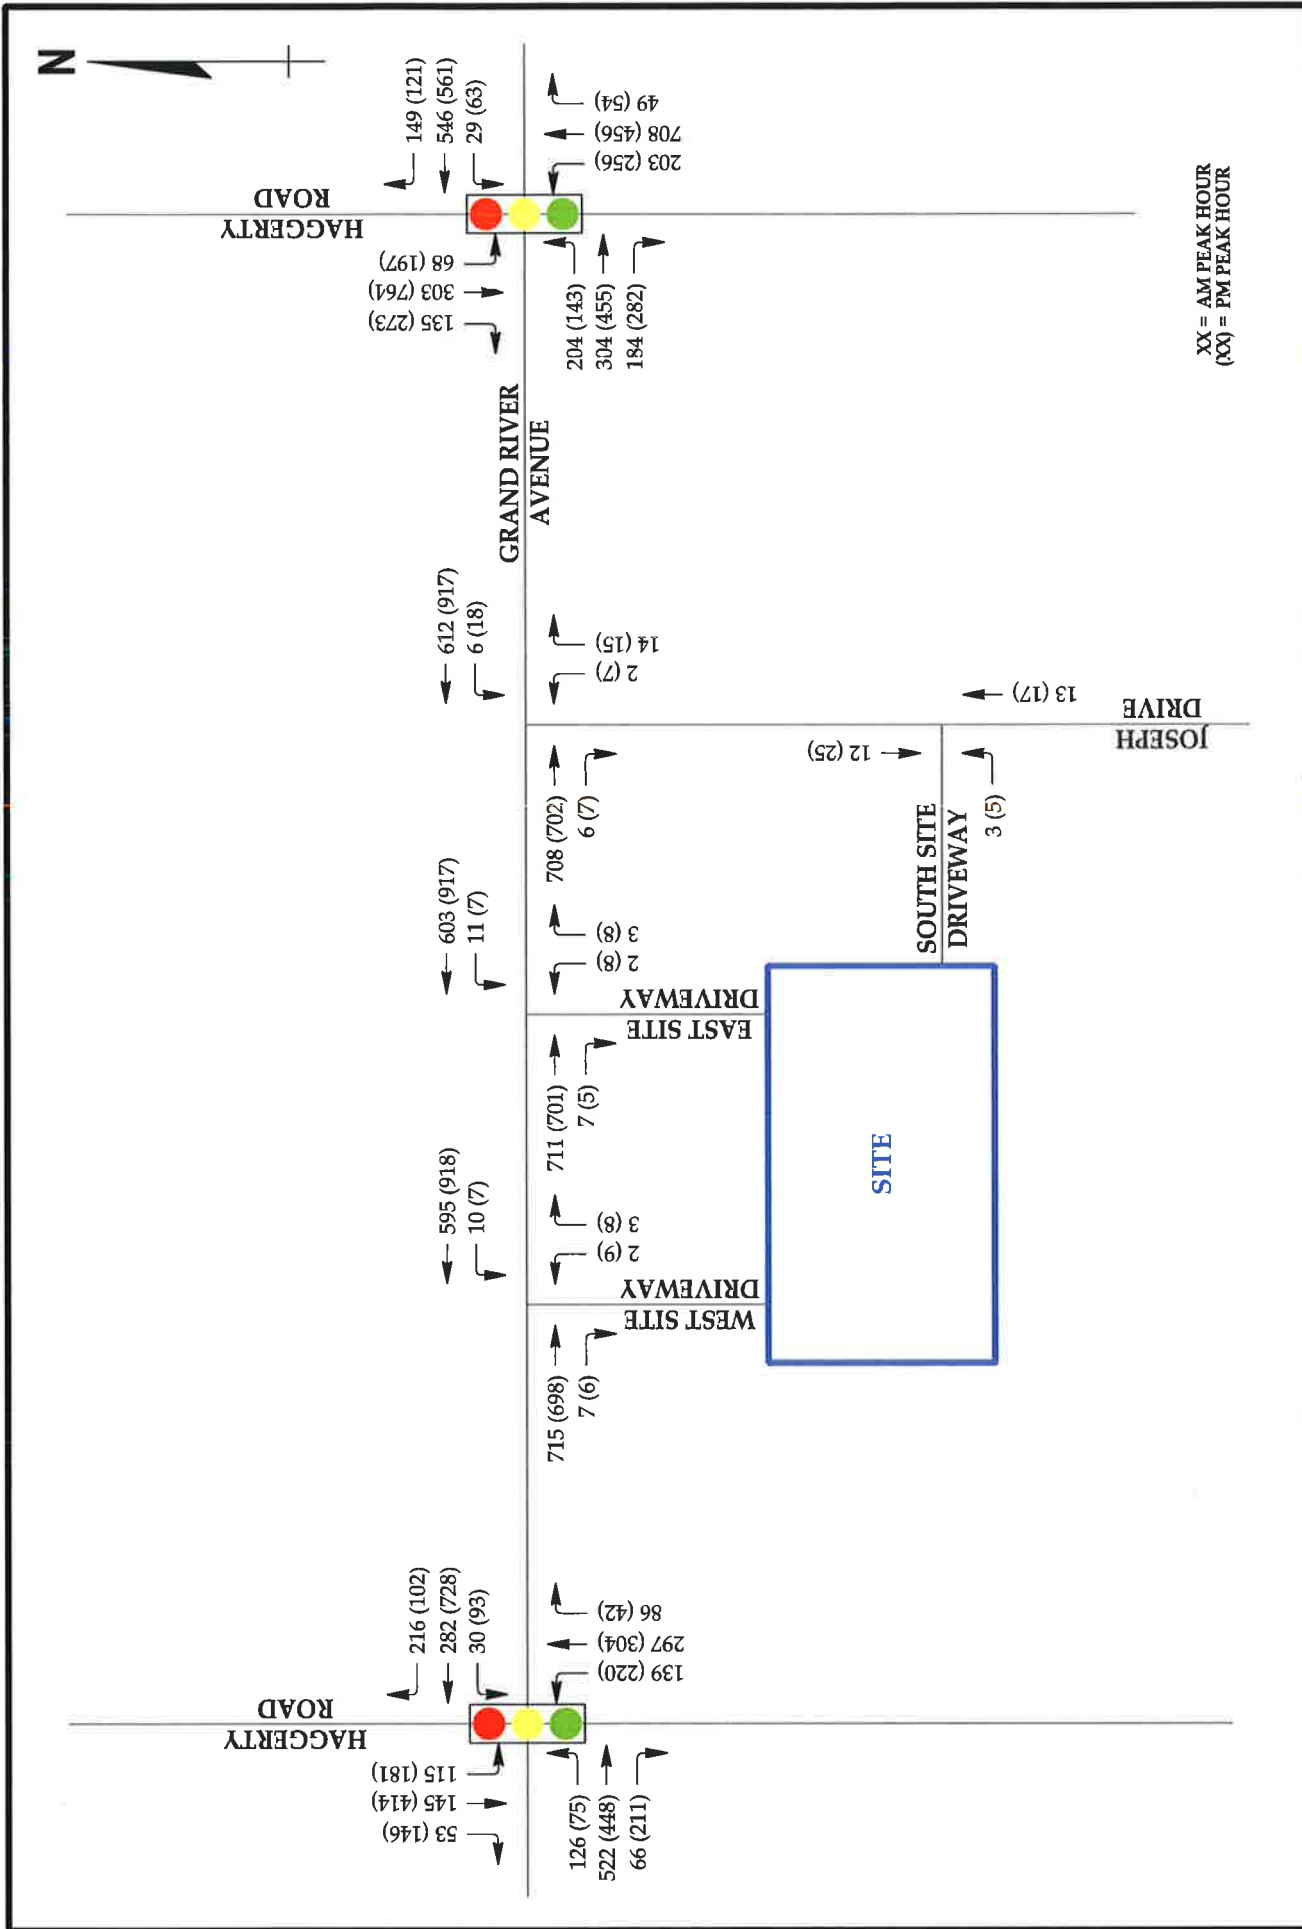 N
HAGGERTY
ROAD
149 (121)
546 (561)
29 (63)
68 (197)
303 (764)
135 (273)
204 (143)
304 (455)
184 (282)
203 (256)
708 (456)
49 (54)
GRAND RIVER
AVENUE
612 (917)
6 (18)
2 (7)
14 (15)
708 (702)
6 (7)
JOSEPH
DRIVE
12 (25)
13 (17)
3 (5)
SOUTH SITE
DRIVEWAY
603 (917)
11 (7)
2 (8)
3 (8)
EAST SITE
DRIVEWAY
711 (701)
7 (5)
595 (918)
10 (7)
2 (9)
3 (8)
WEST SITE
DRIVEWAY
715 (698)
7 (6)
SITE
HAGGERTY
ROAD
216 (102)
282 (728)
30 (93)
115 (181)
145 (414)
53 (146)
126 (75)
522 (448)
66 (211)
139 (220)
297 (304)
86 (42)
XX = AM PEAK HOUR
(XX) = PM PEAK HOUR